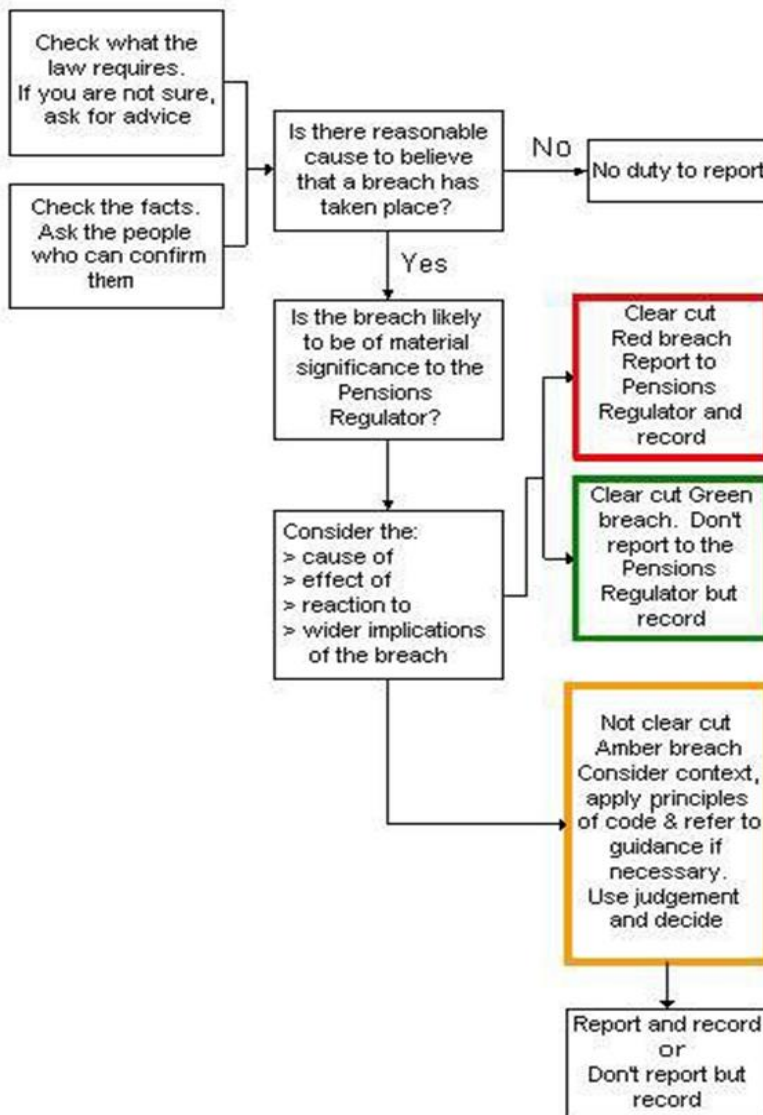 Check what the
law requires.
If you are not sure,
ask for advice
Check the facts.
Ask the people
who can confirm
them
Is there reasonable
cause to believe
that a breach has
taken place?
No
No duty to report
Yes
Is the breach likely
to be of material
significance to the
Pensions
Regulator?
Clear cut
Red breach
Report to
Pensions
Regulator and
record
Clear cut Green
breach. Don't
report to the
Pensions
Regulator but
record
Consider the:
> cause of
> effect of
> reaction to
> wider implications
of the breach
Not clear cut
Amber breach
Consider context,
apply principles
of code & refer to
guidance if
necessary.
Use judgement
and decide
Report and record
or
Don't report but
record